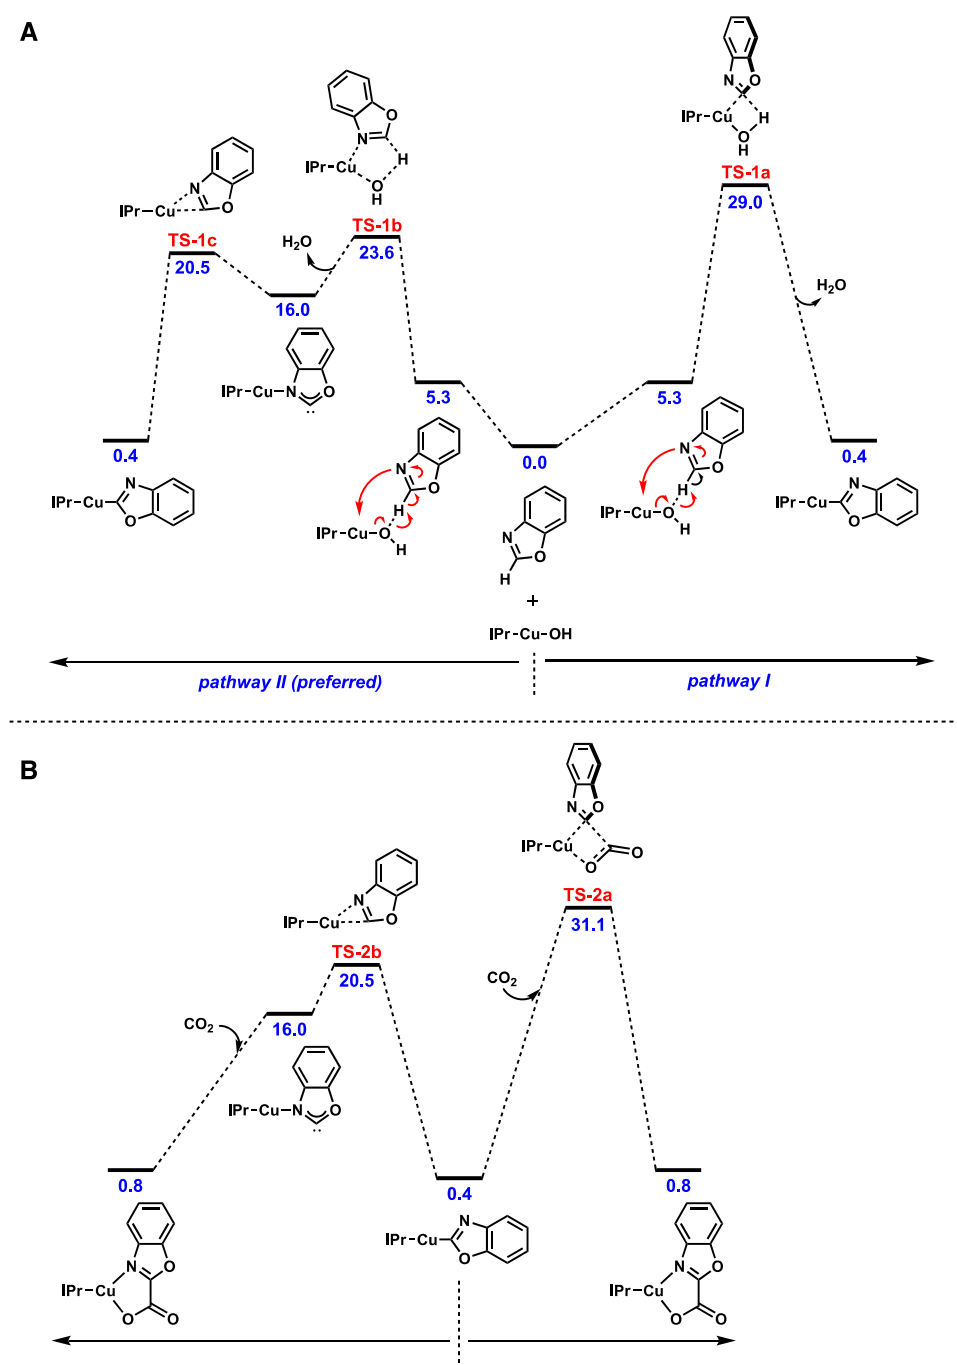 A
N
O
IPr
Cu
H
O
H
TS-1a
29.0
N
O
IPr
Cu
H
O
H
TS-1b
23.6
N
IPr
Cu
O
TS-1c
20.5
H₂O
16.0
IPr
Cu
N
O
H₂O
5.3
0.0
5.3
0.4
0.4
IPr
Cu
N
O
N
O
H
IPr
Cu
O
H
N
O
H
+
IPr
Cu
OH
N
O
H
IPr
Cu
O
H
IPr
Cu
N
O
pathway II (preferred)
pathway I
B
N
O
IPr
Cu
O
O
TS-2a
31.1
N
IPr
Cu
O
TS-2b
20.5
CO₂
CO₂
16.0
IPr
Cu
N
O
0.8
0.4
0.8
N
O
IPr
Cu
O
O
IPr
Cu
N
O
N
O
IPr
Cu
O
O